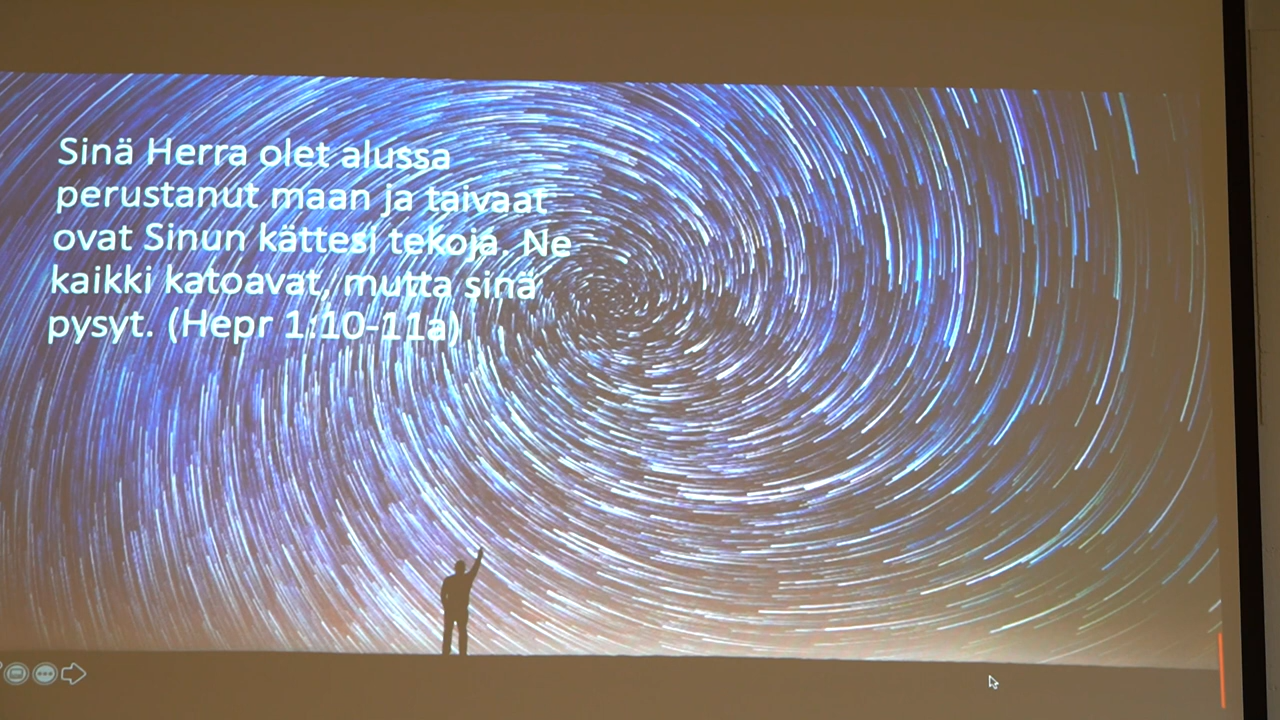 Sinä Herra olet alussa
perustanut maan ja taivaat
ovat Sinun kättesi tekoja. Ne
kaikki katoavat, mutta sinä
pysyt. (Hepr 1:10-11a)